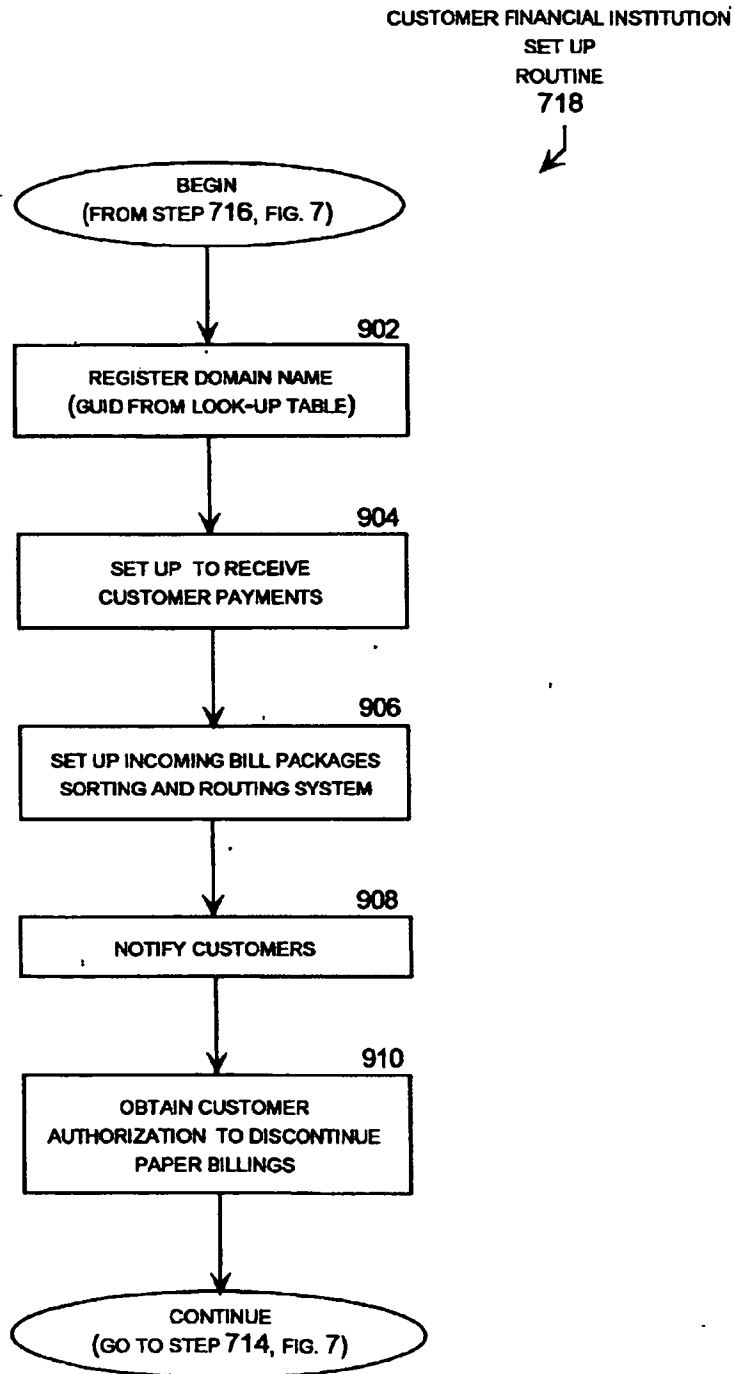 CUSTOMER FINANCIAL INSTITUTION
SET UP
ROUTINE
718
BEGIN
(FROM STEP 716, FIG. 7)
902
REGISTER DOMAIN NAME
(GUID FROM LOOK-UP TABLE)
904
SET UP TO RECEIVE
CUSTOMER PAYMENTS
906
SET UP INCOMING BILL PACKAGES
SORTING AND ROUTING SYSTEM
908
NOTIFY CUSTOMERS
910
OBTAIN CUSTOMER
AUTHORIZATION TO DISCONTINUE
PAPER BILLINGS
CONTINUE
(GO TO STEP 714, FIG. 7)